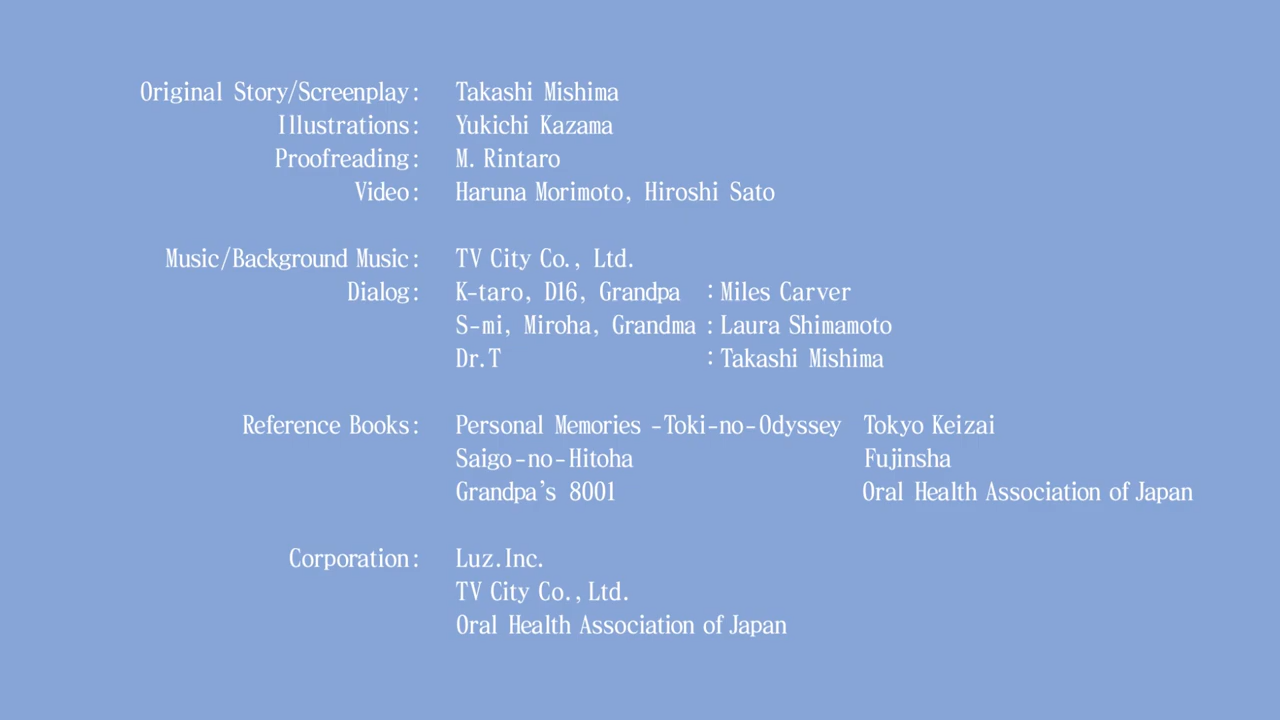 Original Story/Screenplay: Takashi Mishima
Illustrations: Yukichi Kazama
Proofreading: M. Rintaro
Video: Haruna Morimoto, Hiroshi Sato
Music/Background Music: TV City Co., Ltd.
Dialog: K-taro, D16, Grandpa : Miles Carver
S-mi, Miroha, Grandma : Laura Shimamoto
Dr.T : Takashi Mishima
Reference Books: Personal Memories -Toki-no-Odyssey Tokyo Keizai
Saigo-no-Hitoha Fujinsha
Grandpa's 8001 Oral Health Association of Japan
Corporation: Luz.Inc.
TV City Co.,Ltd.
Oral Health Association of Japan